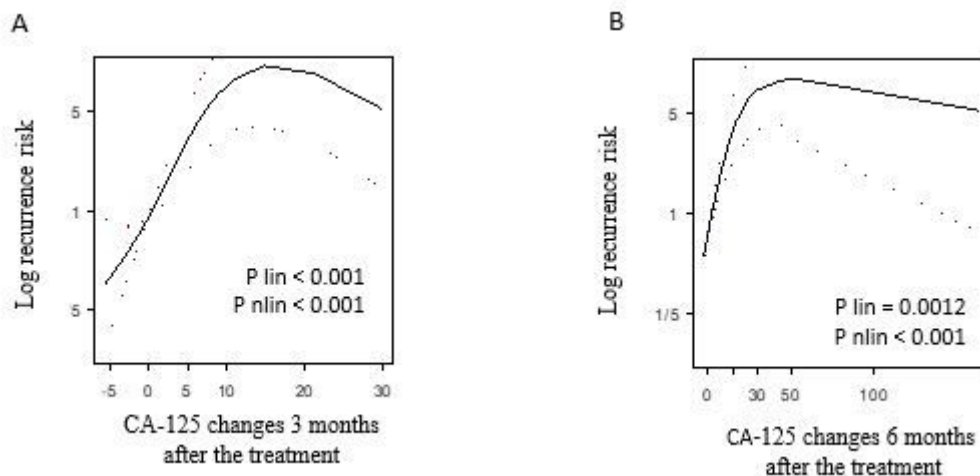 A
Log recurrence risk
5
1
5
P lin < 0.001
P nlin < 0.001
-5 0 5 10 20 30
CA-125 changes 3 months
after the treatment
B
Log recurrence risk
5
1
1/5
P lin = 0.0012
P nlin < 0.001
0 30 50 100
CA-125 changes 6 months
after the treatment